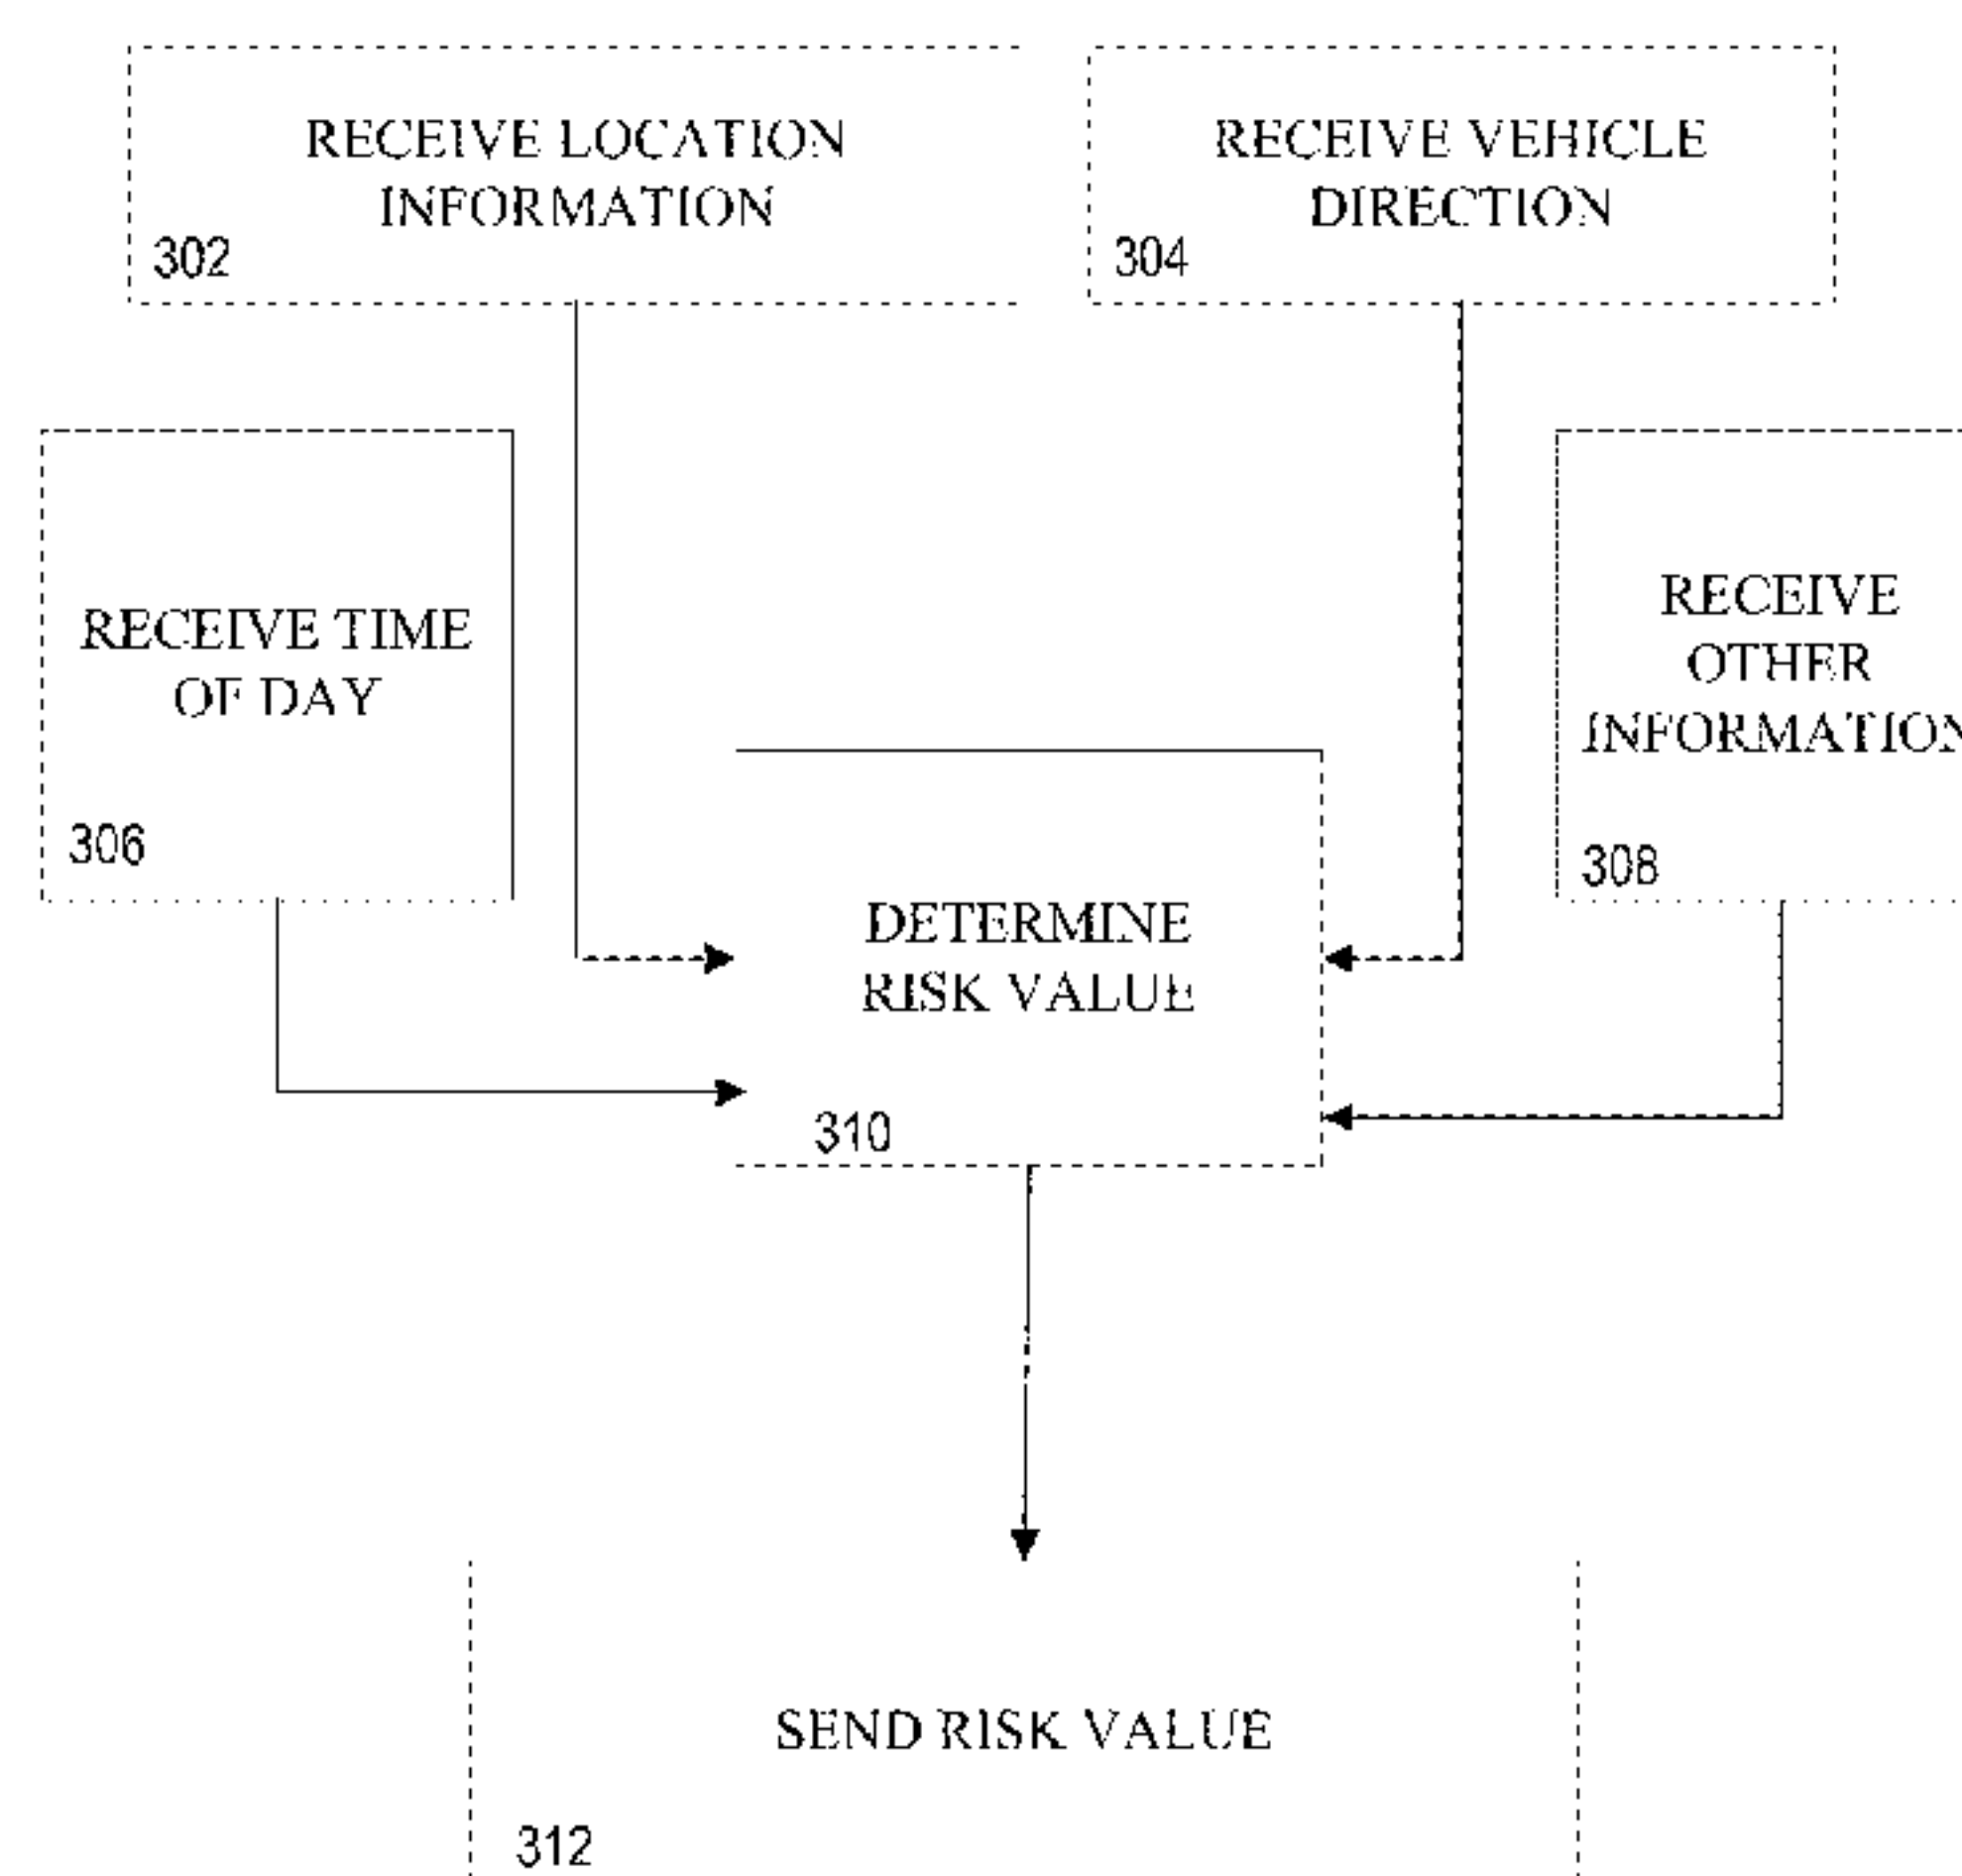 RECEIVE LOCATION
INFORMATION
302
RECEIVE VEHICLE
DIRECTION
304
RECEIVE TIME
OF DAY
306
RECEIVE
OTHER
INFORMATION
308
DETERMINE
RISK VALUE
310
SEND RISK VALUE
312